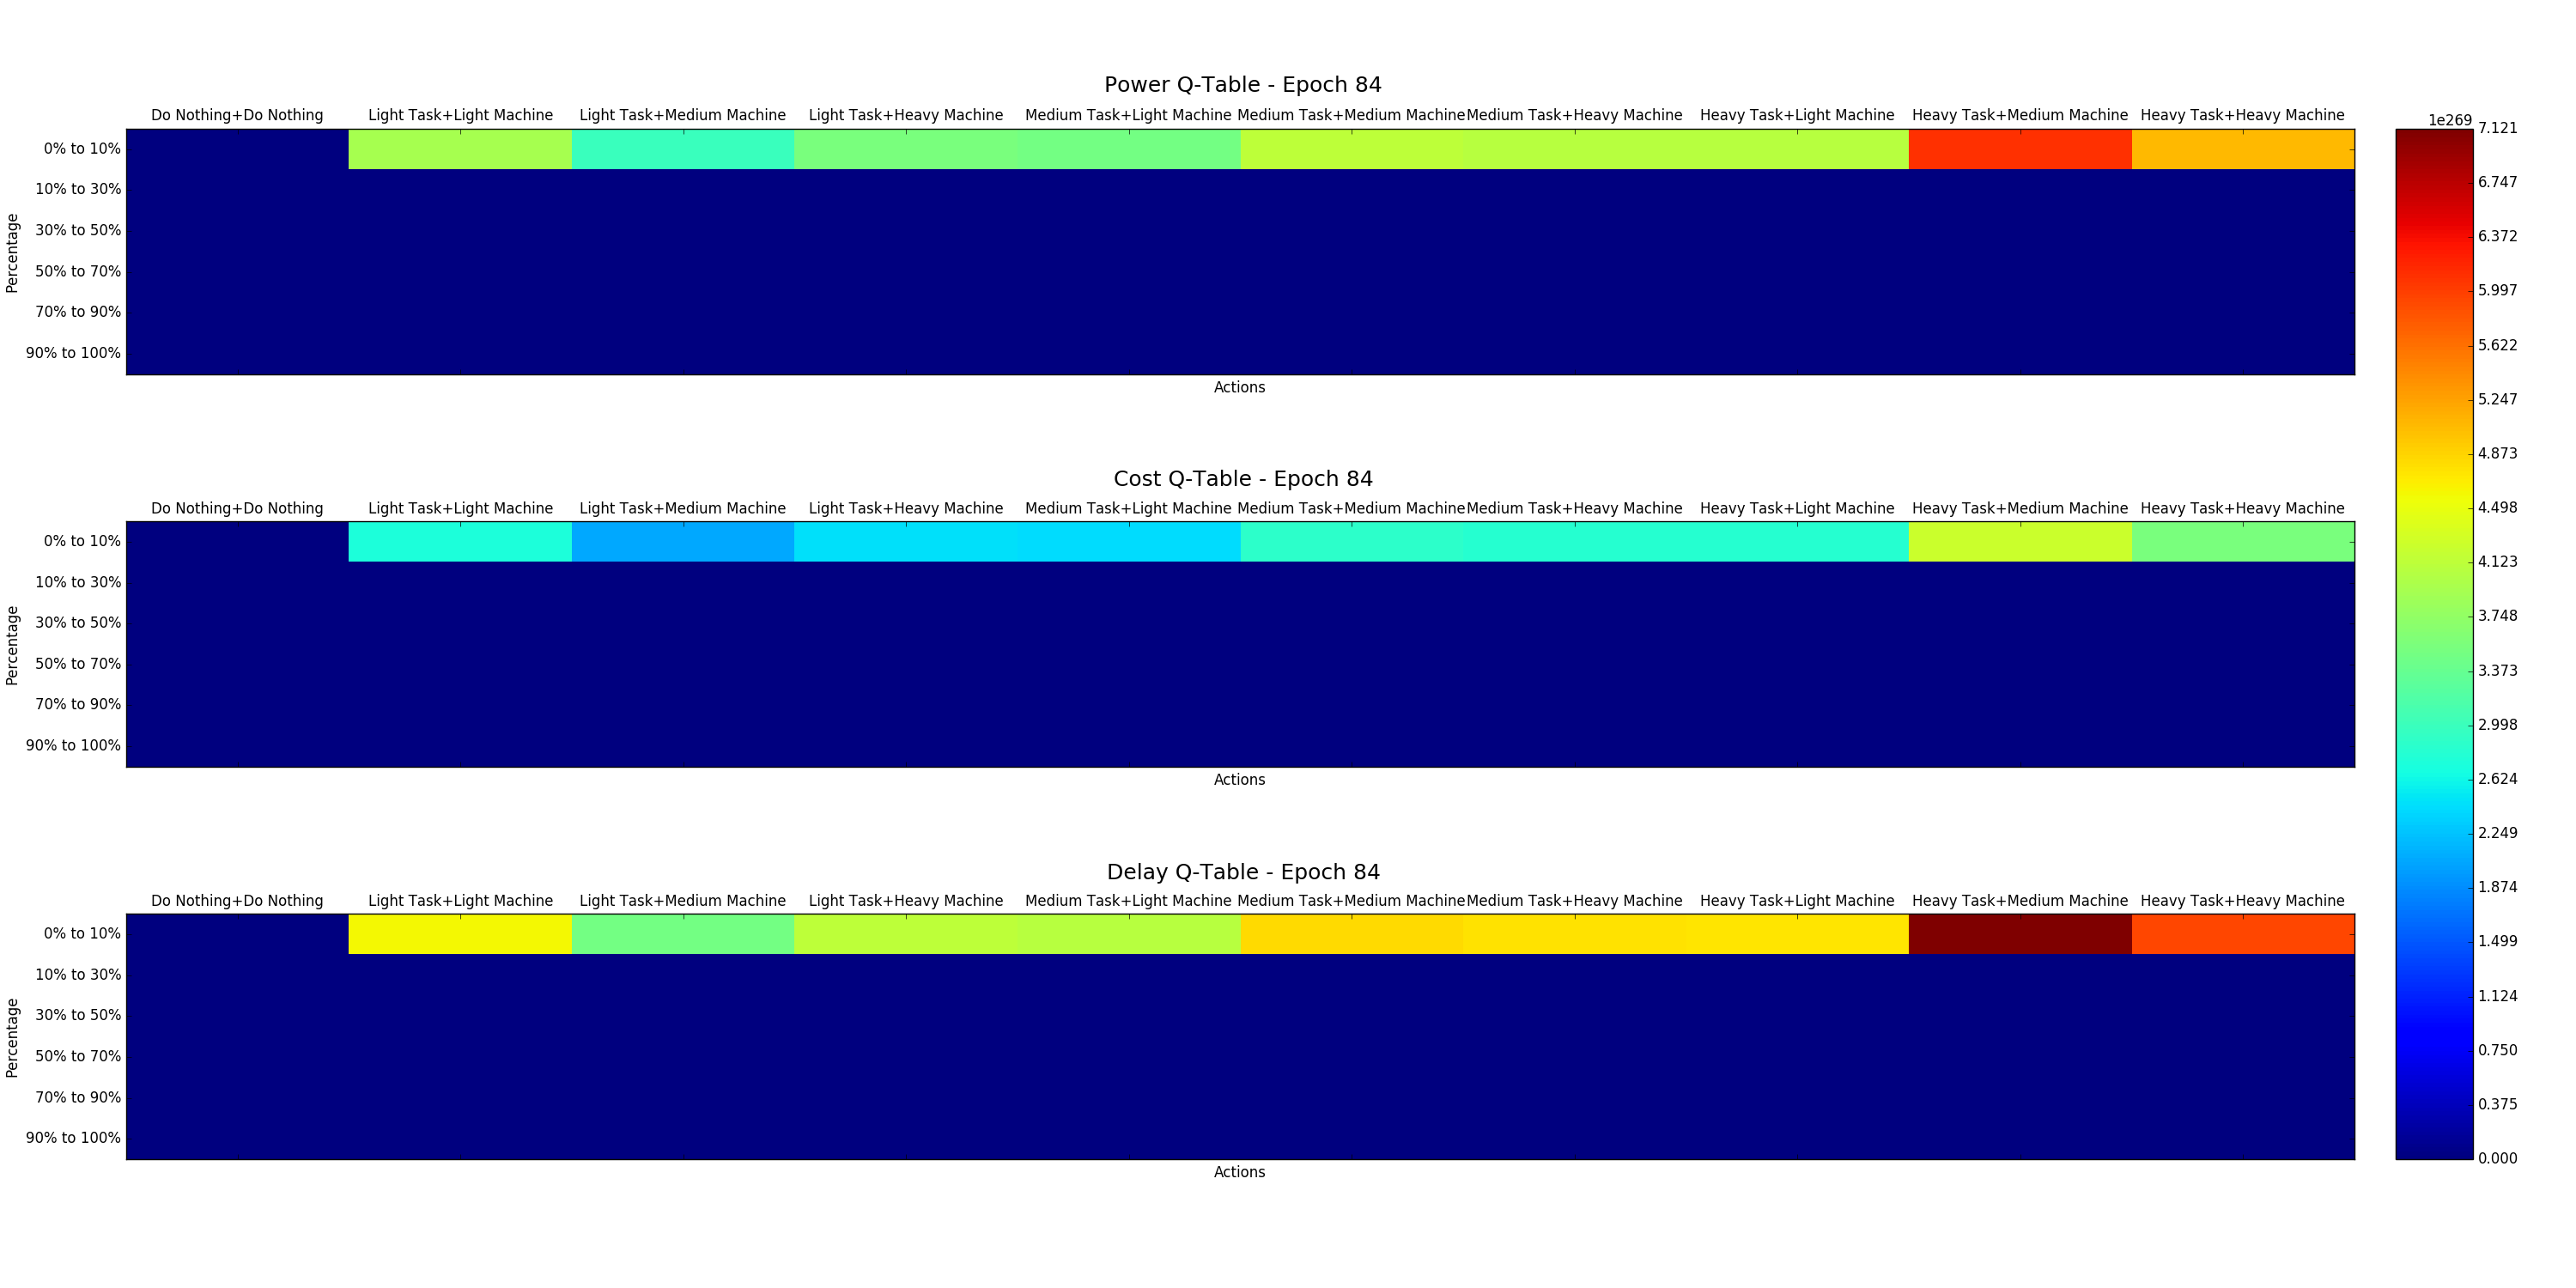 Power Q-Table - Epoch 84
Do Nothing+Do Nothing Light Task+Light Machine Light Task+Medium Machine Light Task+Heavy Machine Medium Task+Light Machine Medium Task+Medium Machine Medium Task+Heavy Machine Heavy Task+Light Machine Heavy Task+Medium Machine Heavy Task+Heavy Machine
Percentage
0% to 10%
10% to 30%
30% to 50%
50% to 70%
70% to 90%
90% to 100%
Actions
Cost Q-Table - Epoch 84
Do Nothing+Do Nothing Light Task+Light Machine Light Task+Medium Machine Light Task+Heavy Machine Medium Task+Light Machine Medium Task+Medium Machine Medium Task+Heavy Machine Heavy Task+Light Machine Heavy Task+Medium Machine Heavy Task+Heavy Machine
Percentage
0% to 10%
10% to 30%
30% to 50%
50% to 70%
70% to 90%
90% to 100%
Actions
Delay Q-Table - Epoch 84
Do Nothing+Do Nothing Light Task+Light Machine Light Task+Medium Machine Light Task+Heavy Machine Medium Task+Light Machine Medium Task+Medium Machine Medium Task+Heavy Machine Heavy Task+Light Machine Heavy Task+Medium Machine Heavy Task+Heavy Machine
Percentage
0% to 10%
10% to 30%
30% to 50%
50% to 70%
70% to 90%
90% to 100%
Actions
1e269
7.121
6.747
6.372
5.997
5.622
5.247
4.873
4.498
4.123
3.748
3.373
2.998
2.624
2.249
1.874
1.499
1.124
0.750
0.375
0.000